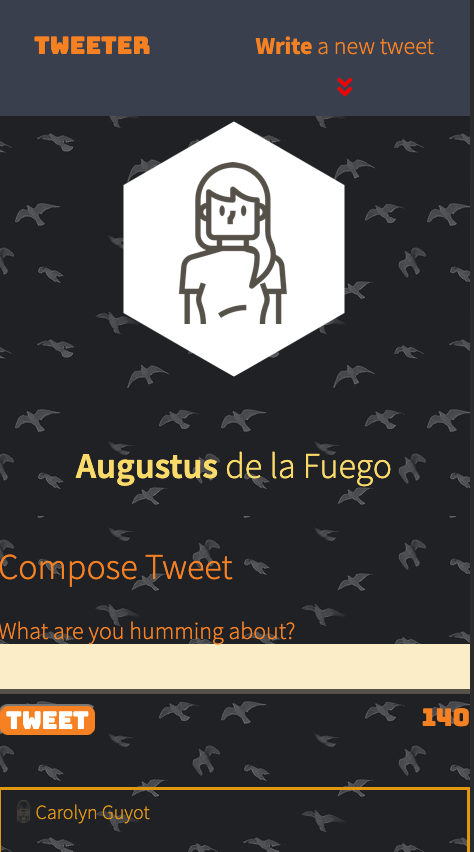 TWEETER
Write a new tweet
Augustus de la Fuego
Compose Tweet
What are you humming about?
TWEET
140
Carolyn Guyot